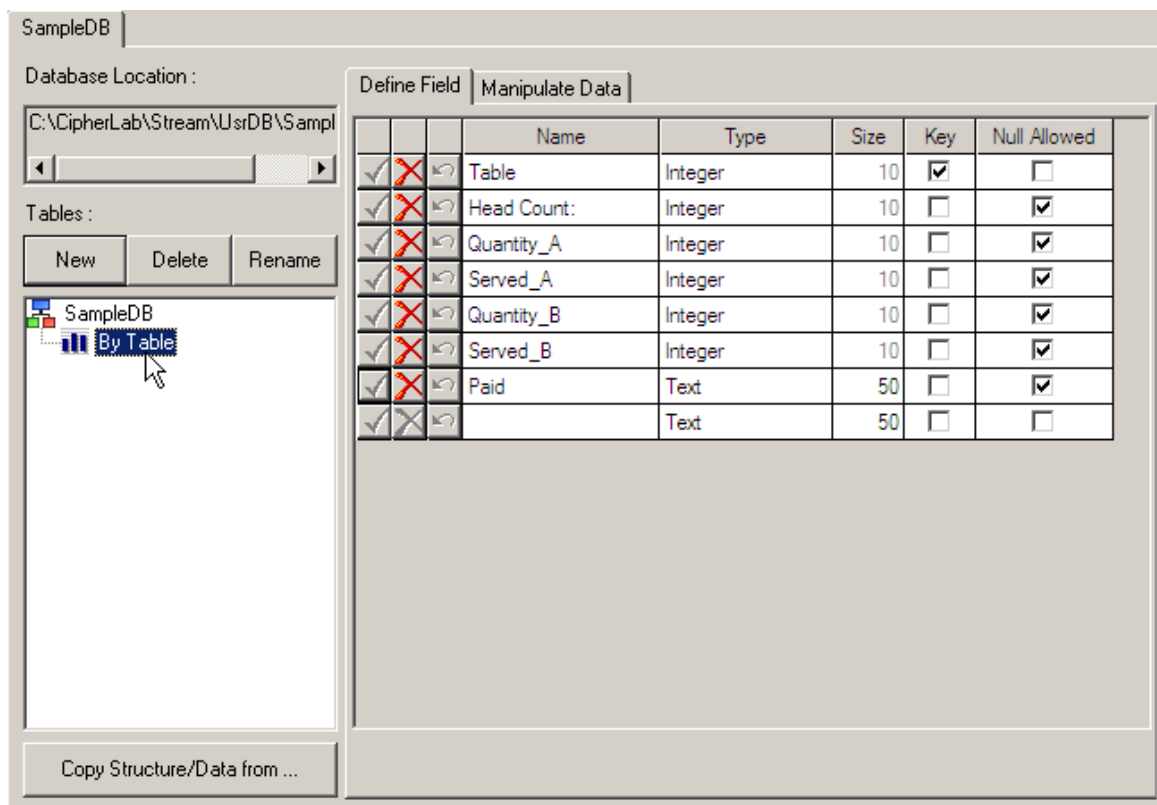 SampleDB
Database Location :
C:\CipherLab\Stream\UsrDB\Sampl
Tables :
New Delete Rename
SampleDB
By Table
Copy Structure/Data from ...
Define Field Manipulate Data
Name Type Size Key Null Allowed
Table Integer 10
Head Count: Integer 10
Quantity_A Integer 10
Served_A Integer 10
Quantity_B Integer 10
Served_B Integer 10
Paid Text 50
Text 50